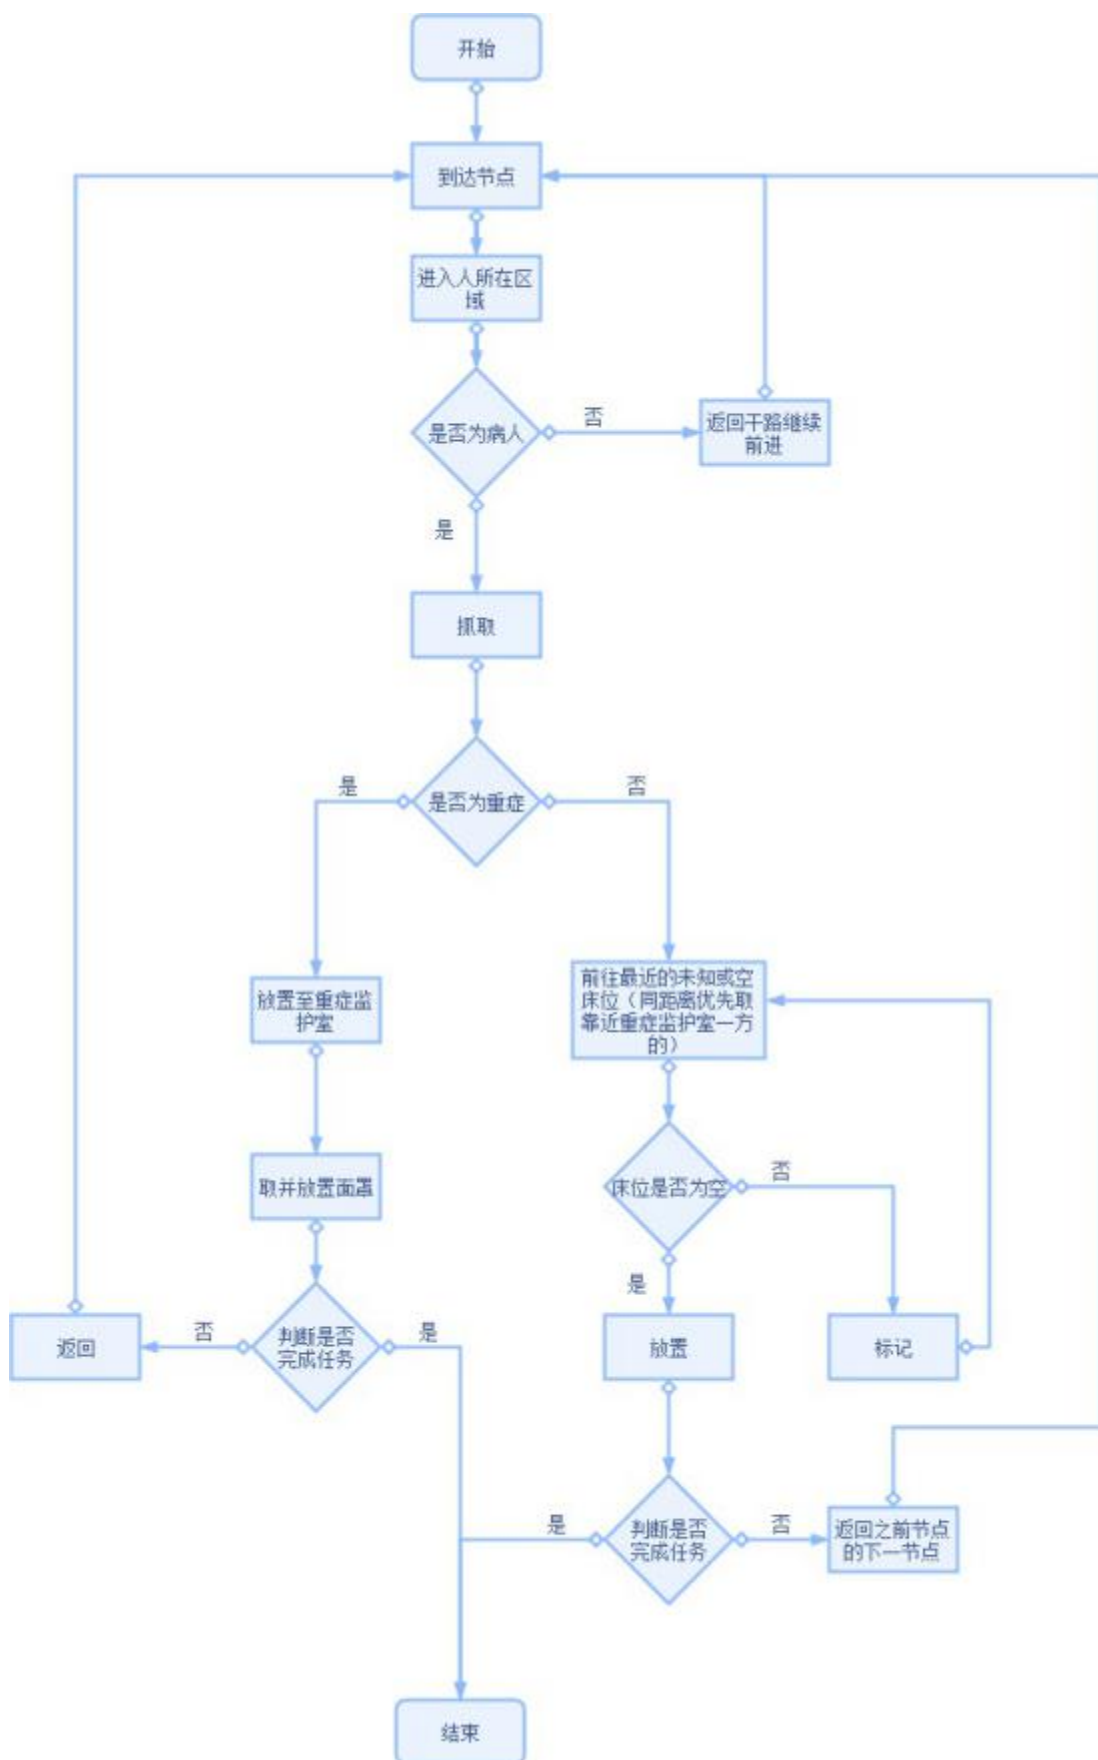 开始
到达节点
进入人所在区
域
是否为病人
否
返回干路继续
前进
是
抓取
是否为重症
是
否
放置至重症监
护室
前往最近的未知或空
床位（同距离优先取
靠近重症监护室一方
的）
取并放置面罩
床位是否为空
否
是
判断是否
完成任务
否
是
返回
放置
标记
判断是否
完成任务
是
否
返回之前节点
的下一节点
结束